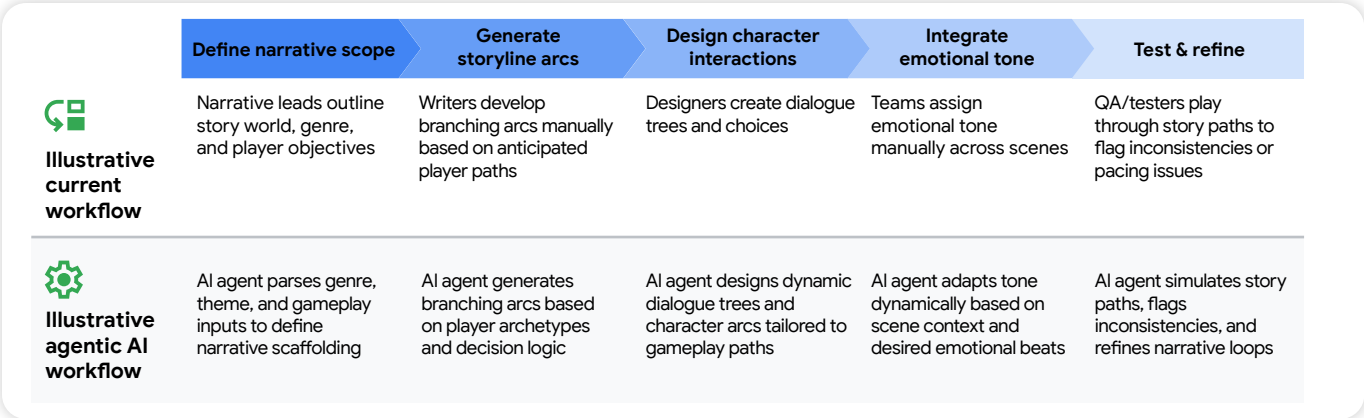 Define narrative scope
Generate
storyline arcs
Design character
interactions
Integrate
emotional tone
Test & refine
Illustrative
current
workflow
Narrative leads outline
story world, genre,
and player objectives
Writers develop
branching arcs manually
based on anticipated
player paths
Designers create dialogue
trees and choices
Teams assign
emotional tone
manually across scenes
QA/testers play
through story paths to
flag inconsistencies or
pacing issues
Illustrative
agentic AI
workflow
AI agent parses genre,
theme, and gameplay
inputs to define
narrative scaffolding
AI agent generates
branching arcs based
on player archetypes
and decision logic
AI agent designs dynamic
dialogue trees and
character arcs tailored to
gameplay paths
AI agent adapts tone
dynamically based on
scene context and
desired emotional beats
AI agent simulates story
paths, flags
inconsistencies, and
refines narrative loops